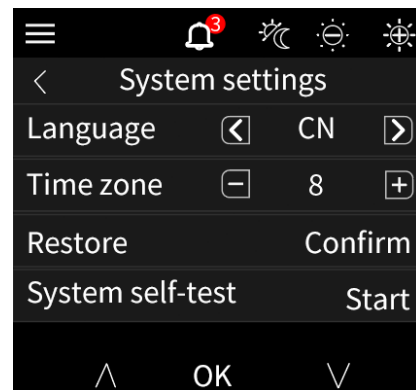 3
System settings
Language CN
Time zone 8
Restore Confirm
System self-test Start
OK